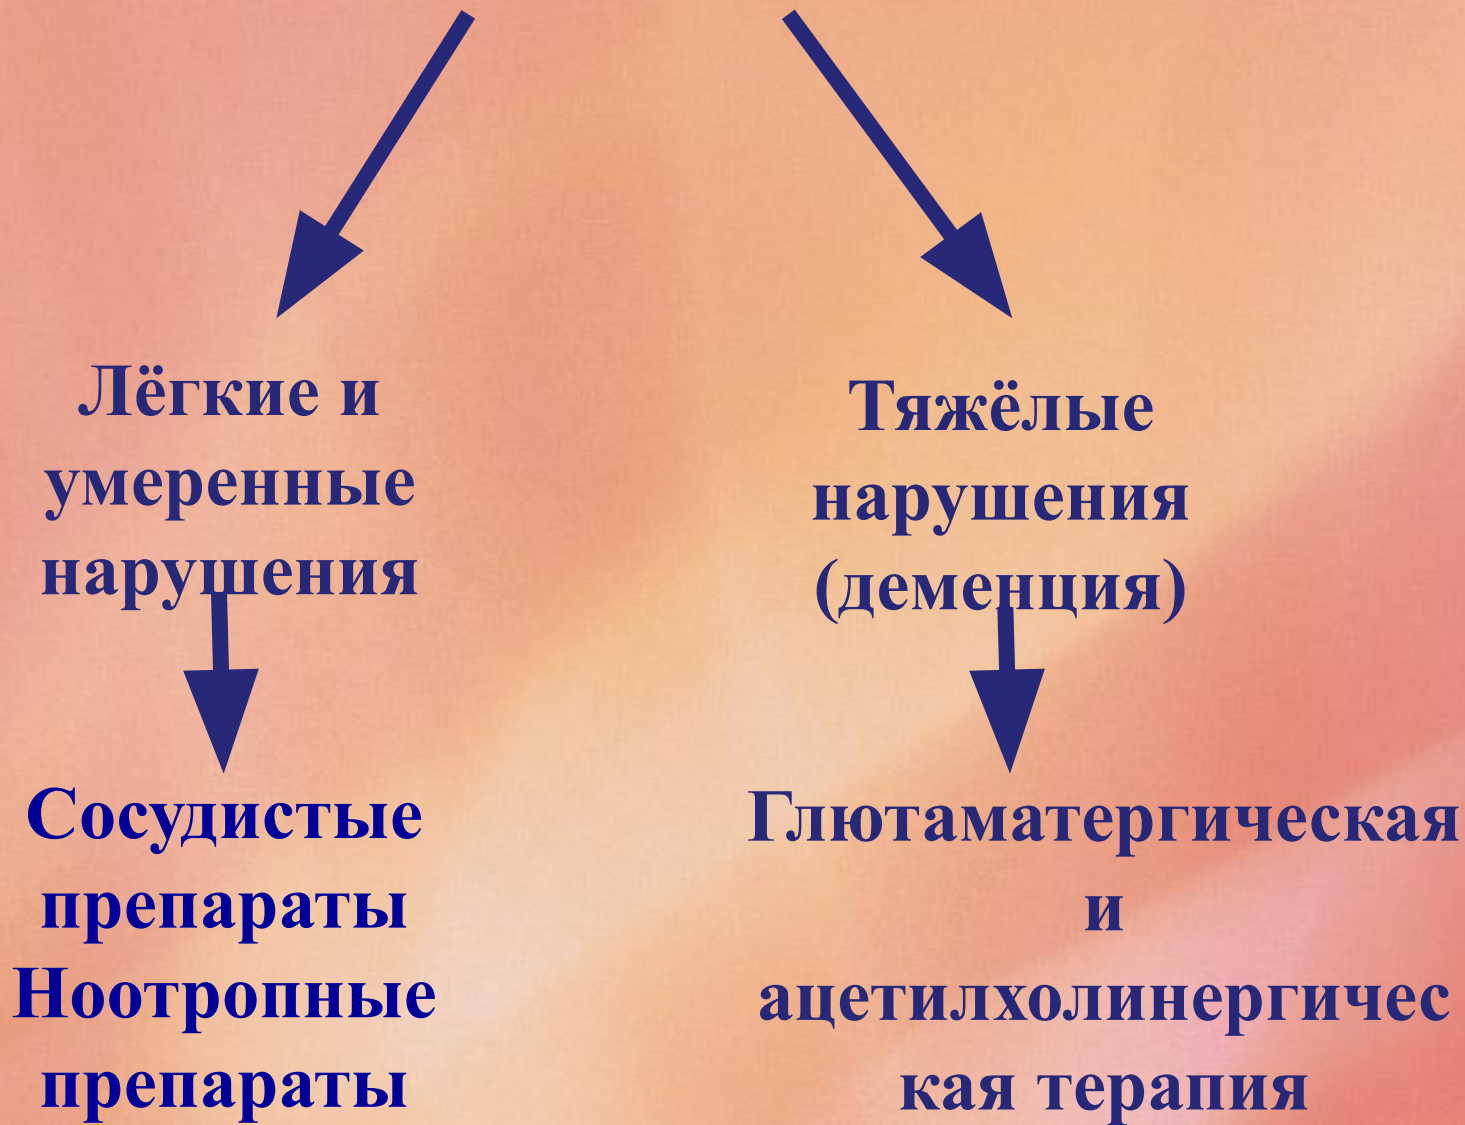 Лёгкие и
умеренные
нарушения
Тяжёлые
нарушения
(деменция)
Сосудистые
препараты
Ноотропные
препараты
Глютаматергическая
и
ацетилхолинергичес
кая терапия